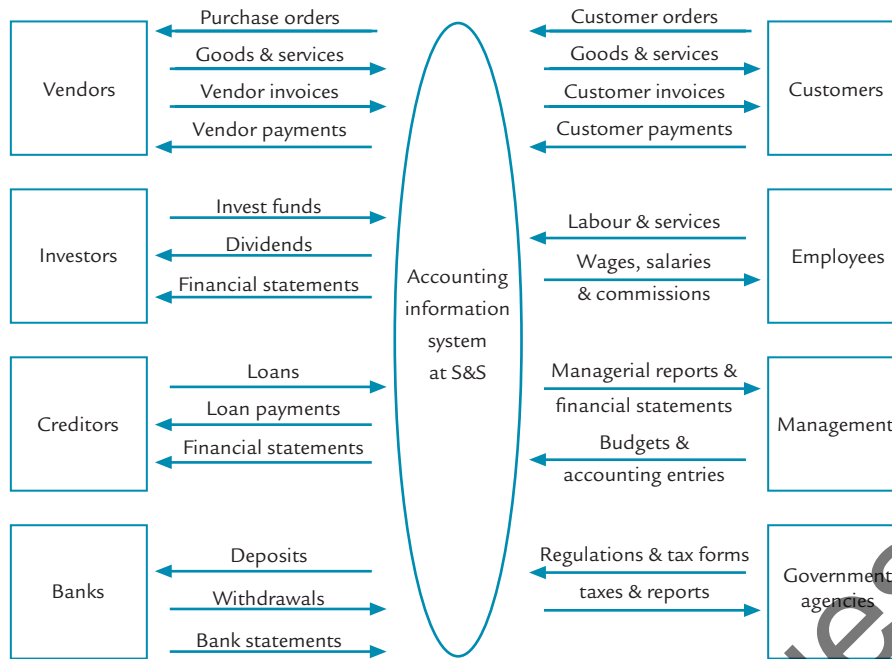 Purchase orders
Goods & services
Vendors
Vendor invoices
Vendor payments
Customer orders
Goods & services
Customers
Customer invoices
Customer payments
Invest funds
Dividends
Investors
Financial statements
Labour & services
Employees
Wages, salaries
& commissions
Accounting
information
system
at S&S
Loans
Loan payments
Creditors
Financial statements
Managerial reports &
financial statements
Management
Budgets &
accounting entries
Deposits
Banks
Withdrawals
Bank statements
Regulations & tax forms
taxes & reports
Government
agencies